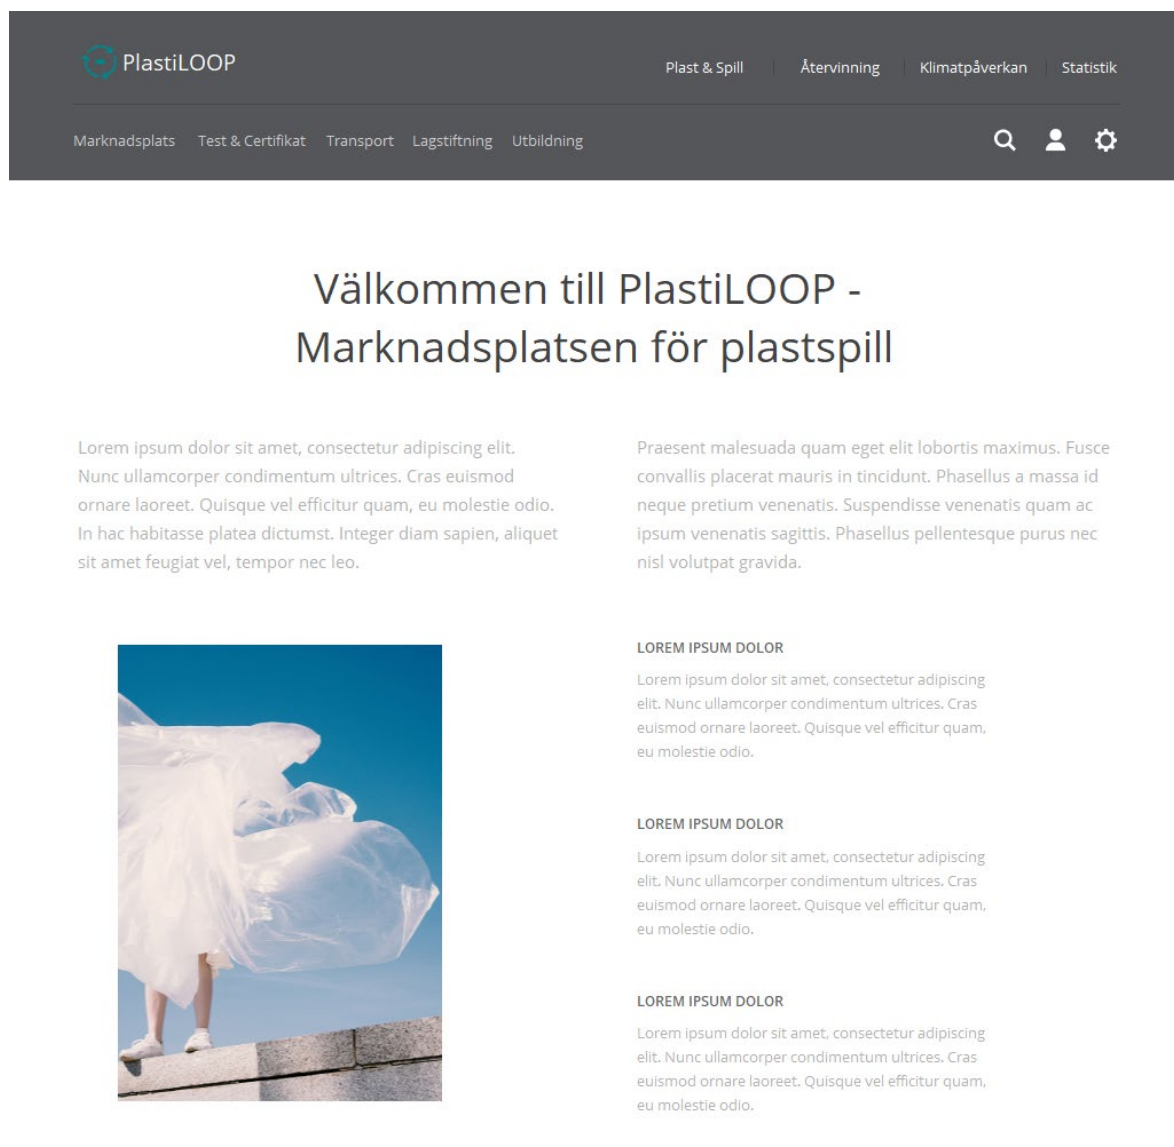 PlastiLOOP
Plast & Spill
Återvinning
Klimatpåverkan
Statistik
Marknadsplats
Test & Certifikat
Transport
Lagstiftning
Utbildning
Välkommen till PlastiLOOP -
Marknadsplatsen för plastspill
Lorem ipsum dolor sit amet, consectetur adipiscing elit.
Nunc ullamcorper condimentum ultrices. Cras euismod
ornare laoreet. Quisque vel efficitur quam, eu molestie odio.
In hac habitasse platea dictumst. Integer diam sapien, aliquet
sit amet feugiat vel, tempor nec leo.
Praesent malesuada quam eget elit lobortis maximus. Fusce
convallis placerat mauris in tincidunt. Phasellus a massa id
neque pretium venenatis. Suspendisse venenatis quam ac
ipsum venenatis sagittis. Phasellus pellentesque purus nec
nisl volutpat gravida.
LOREM IPSUM DOLOR
Lorem ipsum dolor sit amet, consectetur adipiscing
elit. Nunc ullamcorper condimentum ultrices. Cras
euismod ornare laoreet. Quisque vel efficitur quam,
eu molestie odio.
LOREM IPSUM DOLOR
Lorem ipsum dolor sit amet, consectetur adipiscing
elit. Nunc ullamcorper condimentum ultrices. Cras
euismod ornare laoreet. Quisque vel efficitur quam,
eu molestie odio.
LOREM IPSUM DOLOR
Lorem ipsum dolor sit amet, consectetur adipiscing
elit. Nunc ullamcorper condimentum ultrices. Cras
euismod ornare laoreet. Quisque vel efficitur quam,
eu molestie odio.